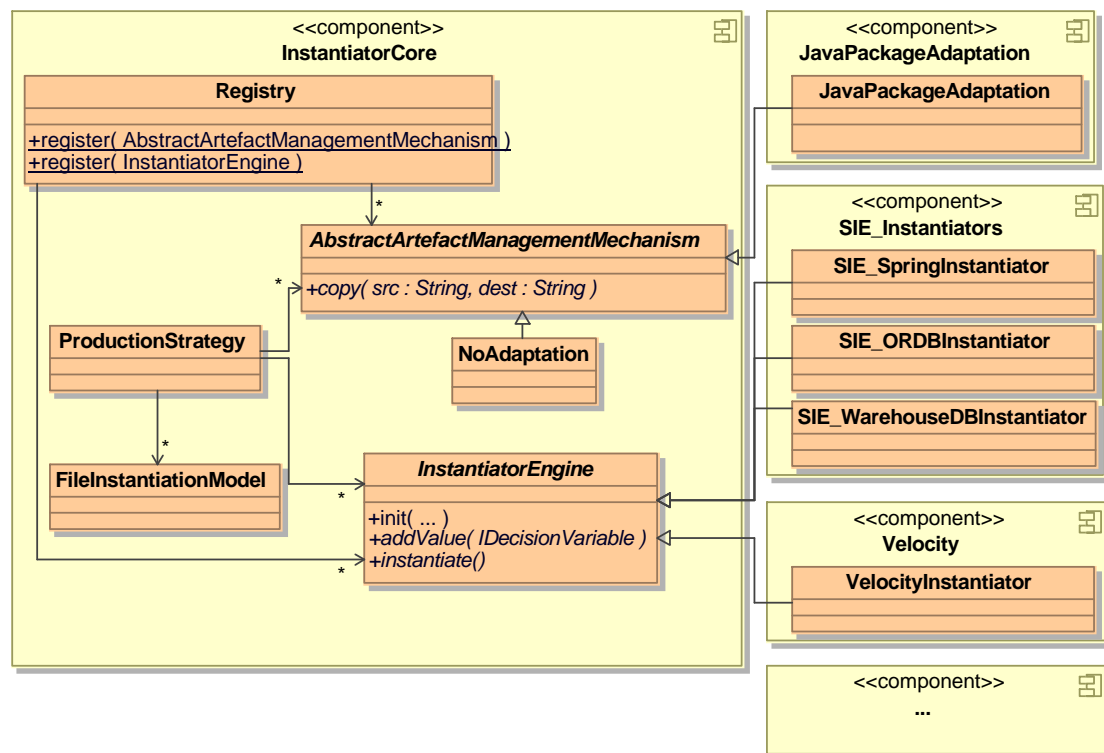 <<component>>
InstantiatorCore
Registry
+register( AbstractArtefactManagementMechanism )
+register( InstantiatorEngine )
*
AbstractArtefactManagementMechanism
+copy( src : String, dest : String )
*
ProductionStrategy
NoAdaptation
*
FileInstantiationModel
InstantiatorEngine
+init( ... )
+addValue( IDecisionVariable )
+instantiate()
*
*
<<component>>
JavaPackageAdaptation
JavaPackageAdaptation
<<component>>
SIE_Instantiators
SIE_SpringInstantiator
SIE_ORDBInstantiator
SIE_WarehouseDBInstantiator
<<component>>
Velocity
VelocityInstantiator
<<component>>
...